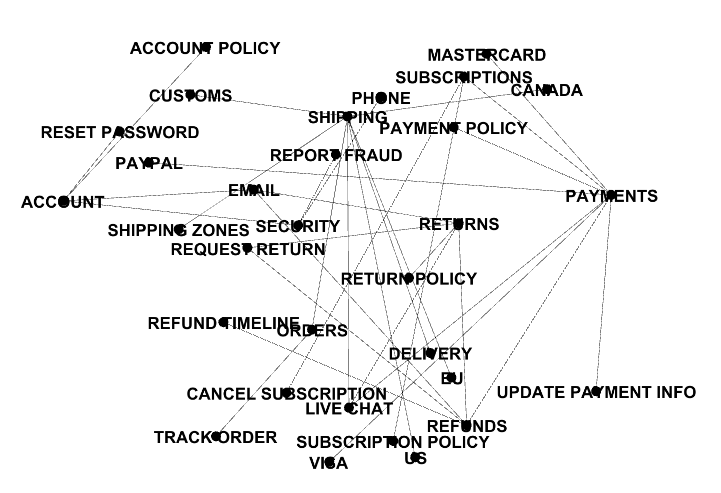 ACCOUNT POLICY
MASTERCARD
SUBSCRIPTIONS
CANADA
CUSTOMS
PHONE
SHIPPING
PAYMENT POLICY
RESET PASSWORD
REPORT FRAUD
PAYPAL
EMAIL
PAYMENTS
ACCOUNT
SHIPPING ZONES
SECURITY
RETURNS
REQUEST RETURN
RETURN POLICY
REFUND TIMELINE
ORDERS
DELIVERY
EU
CANCEL SUBSCRIPTION
UPDATE PAYMENT INFO
LIVE CHAT
REFUNDS
TRACK ORDER
SUBSCRIPTION POLICY
VISA
US